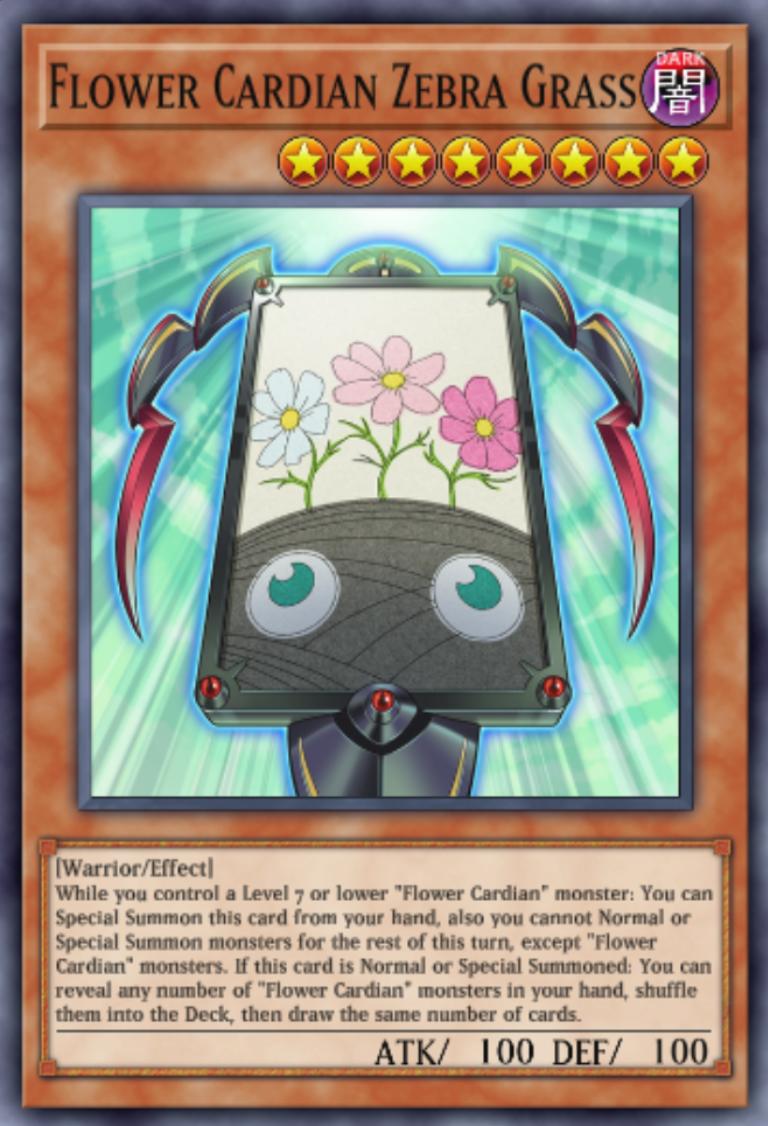 FLOWER CARDIAN ZEBRA GRASS
DARK
闇
[Warrior/Effect]
While you control a Level 7 or lower "Flower Cardian" monster: You can
Special Summon this card from your hand, also you cannot Normal or
Special Summon monsters for the rest of this turn, except "Flower
Cardian" monsters. If this card is Normal or Special Summoned: You can
reveal any number of "Flower Cardian" monsters in your hand, shuffle
them into the Deck, then draw the same number of cards.
ATK/ 100 DEF/ 100